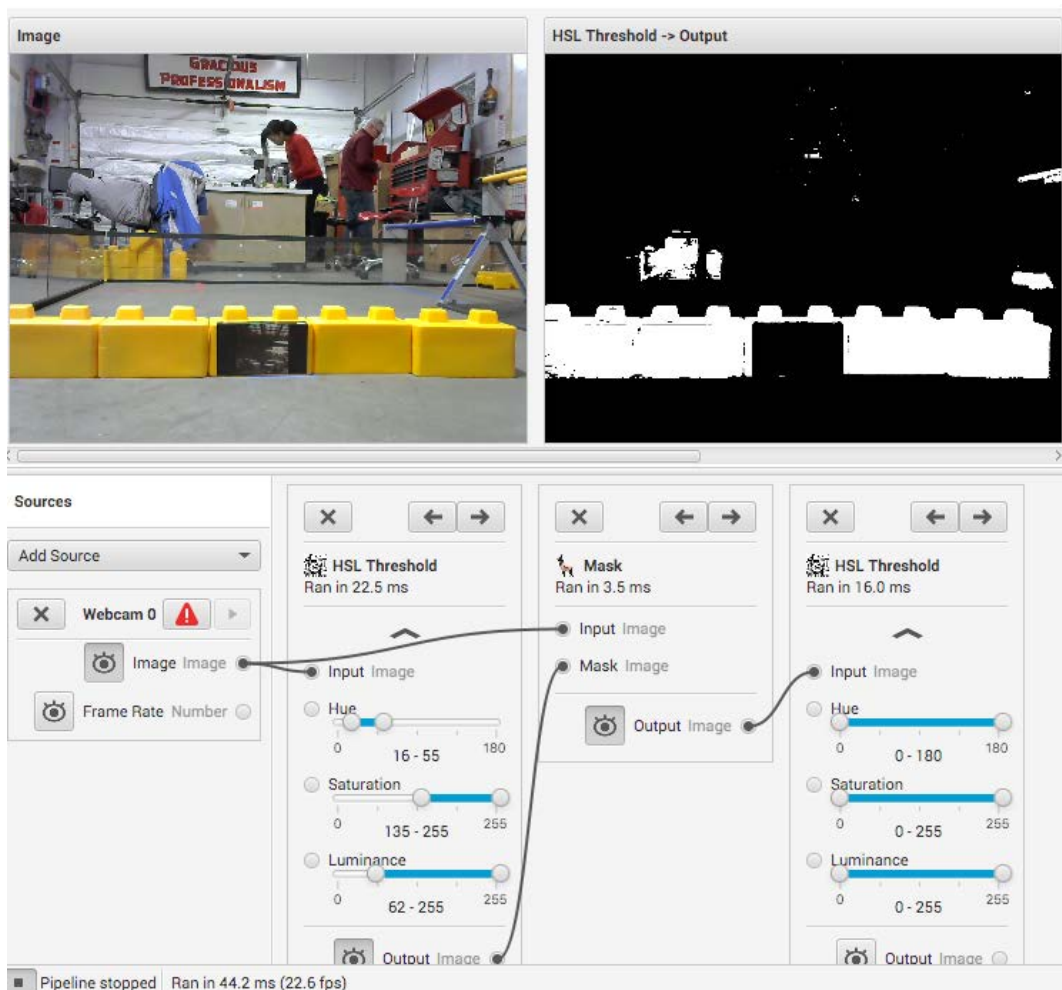 Image
HSL Threshold -> Output
GRACIOUS
PROFESSIONALISM
Sources
Add Source
Webcam 0
Image Image
Frame Rate Number
HSL Threshold
Ran in 22.5 ms
Input Image
Hue
0 180
16 - 55
Saturation
0 255
135 - 255
Luminance
0 255
62 - 255
Output Image
Mask
Ran in 3.5 ms
Input Image
Mask Image
Output Image
HSL Threshold
Ran in 16.0 ms
Input Image
Hue
0 180
0 - 180
Saturation
0 255
0 - 255
Luminance
0 255
0 - 255
Output Image
Pipeline stopped Ran in 44.2 ms (22.6 fps)